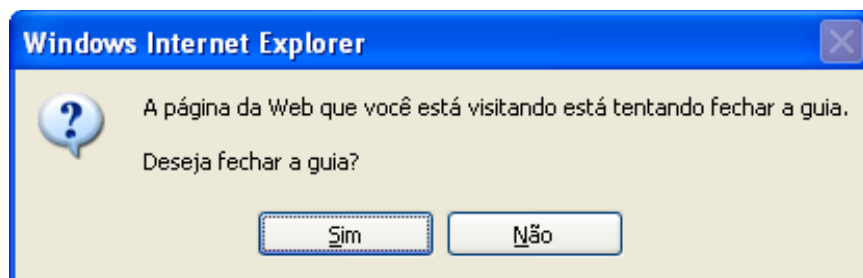 Windows Internet Explorer
A página da Web que você está visitando está tentando fechar a guia.
Deseja fechar a guia?
Sim Não